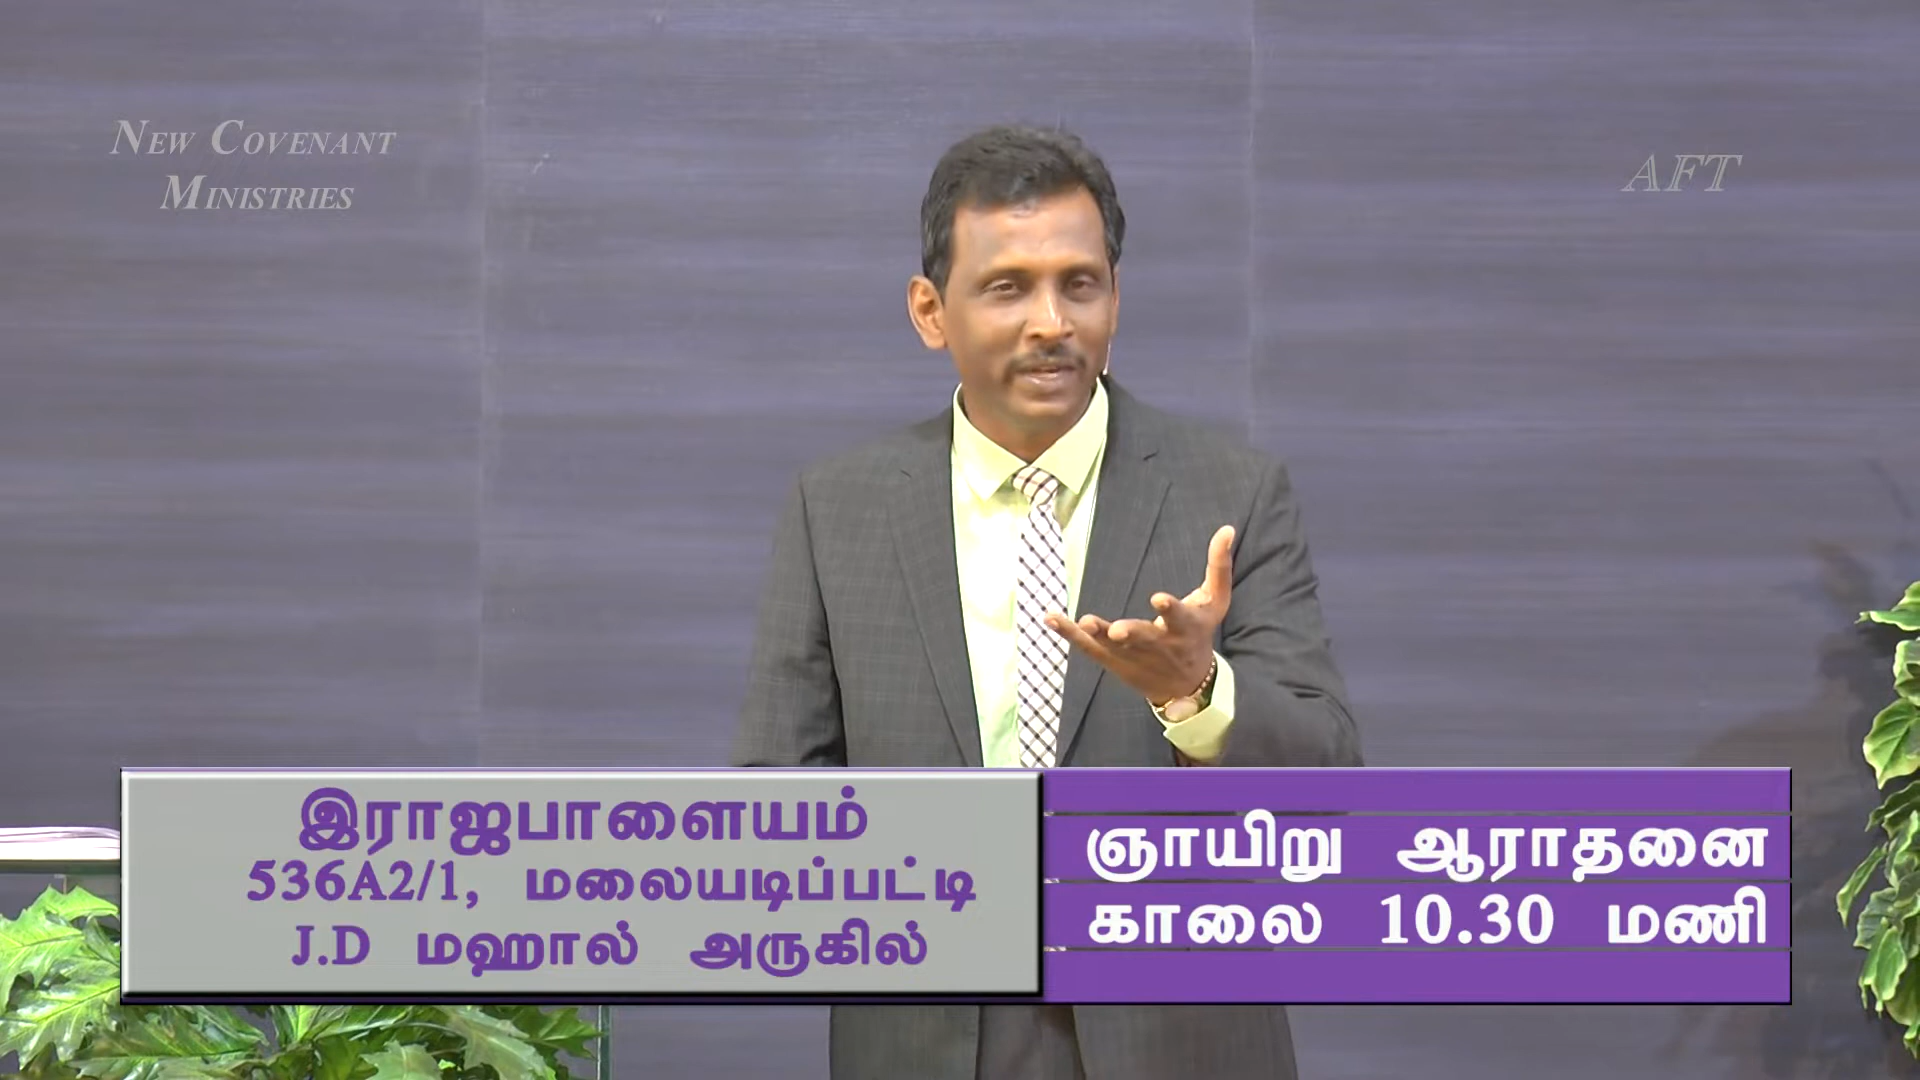 NEW COVENANT
MINISTRIES
AFT
இராஜபாளையம்
536A2/1, மலையடிப்பட்டி
J.D மஹால் அருகில்
ஞாயிறு ஆராதனை
காலை 10.30 மணி